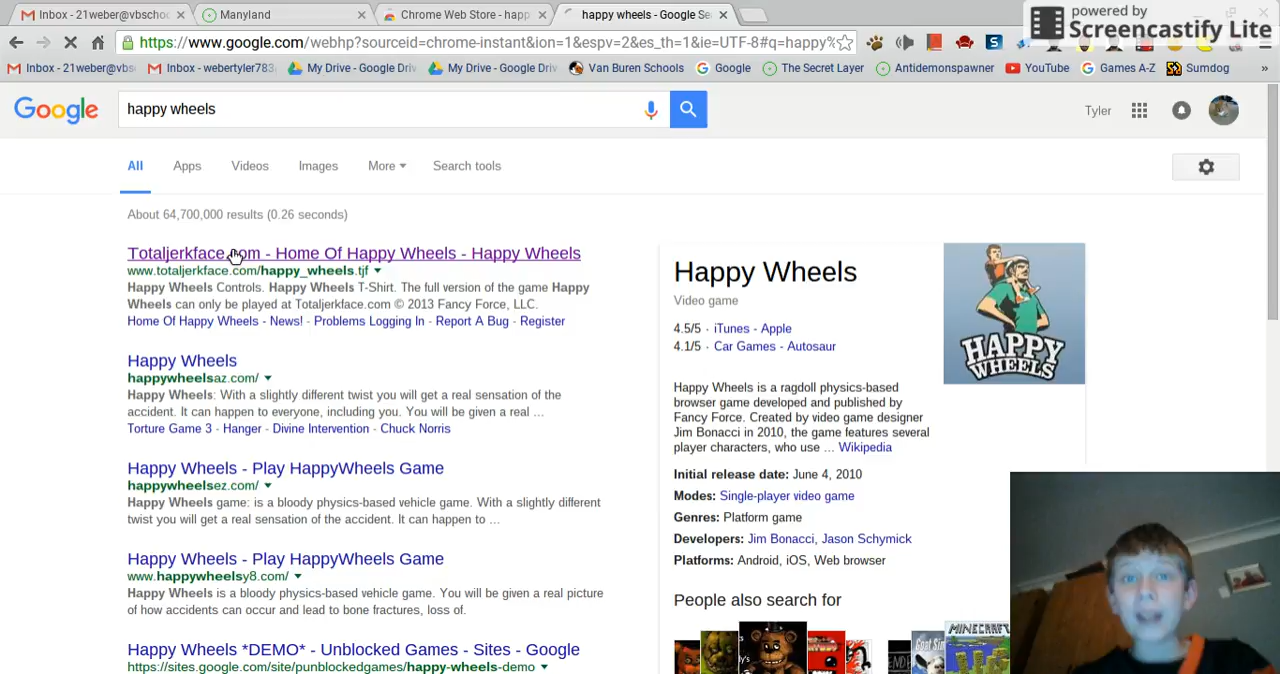 Inbox - 21weber@vbschoo
Manyland
Chrome Web Store - happ
happy wheels - Google Se
powered by
Screencastify Lite
https://www.google.com/webhp?sourceid=chrome-instant&ion=1&espv=2&es_th=1&ie=UTF-8#q=happy%
Inbox - 21weber@vbs
Inbox - webertyler783
My Drive - Google Driv
My Drive - Google Driv
Van Buren Schools
Google
The Secret Layer
Antidemonspawner
YouTube
Games A-Z
Sumdog
»
Google
happy wheels
Tyler
All
Apps
Videos
Images
More
Search tools
About 64,700,000 results (0.26 seconds)
Totaljerkface.com - Home Of Happy Wheels - Happy Wheels
www.totaljerkface.com/happy_wheels.tjf
Happy Wheels Controls. Happy Wheels T-Shirt. The full version of the game Happy
Wheels can only be played at Totaljerkface.com © 2013 Fancy Force, LLC.
Home Of Happy Wheels - News! - Problems Logging In - Report A Bug - Register
Happy Wheels
happywheelsaz.com/
Happy Wheels: With a slightly different twist you will get a real sensation of the
accident. It can happen to everyone, including you. You will be given a real ...
Torture Game 3 - Hanger - Divine Intervention - Chuck Norris
Happy Wheels - Play HappyWheels Game
happywheelsez.com/
Happy Wheels game: is a bloody physics-based vehicle game. With a slightly different
twist you will get a real sensation of the accident. It can happen to ...
Happy Wheels - Play HappyWheels Game
www.happywheelsy8.com/
Happy Wheels is a bloody physics-based vehicle game. You will be given a real picture
of how accidents can occur and lead to bone fractures, loss of.
Happy Wheels *DEMO* - Unblocked Games - Sites - Google
https://sites.google.com/site/punblockedgames/happy-wheels-demo
Happy Wheels
Video game
4.5/5 · iTunes - Apple
4.1/5 · Car Games - Autosaur
HAPPY
WHEELS
Happy Wheels is a ragdoll physics-based
browser game developed and published by
Fancy Force. Created by video game designer
Jim Bonacci in 2010, the game features several
player characters, who use ... Wikipedia
Initial release date: June 4, 2010
Modes: Single-player video game
Genres: Platform game
Developers: Jim Bonacci, Jason Schymick
Platforms: Android, iOS, Web browser
People also search for
MINECRAFT